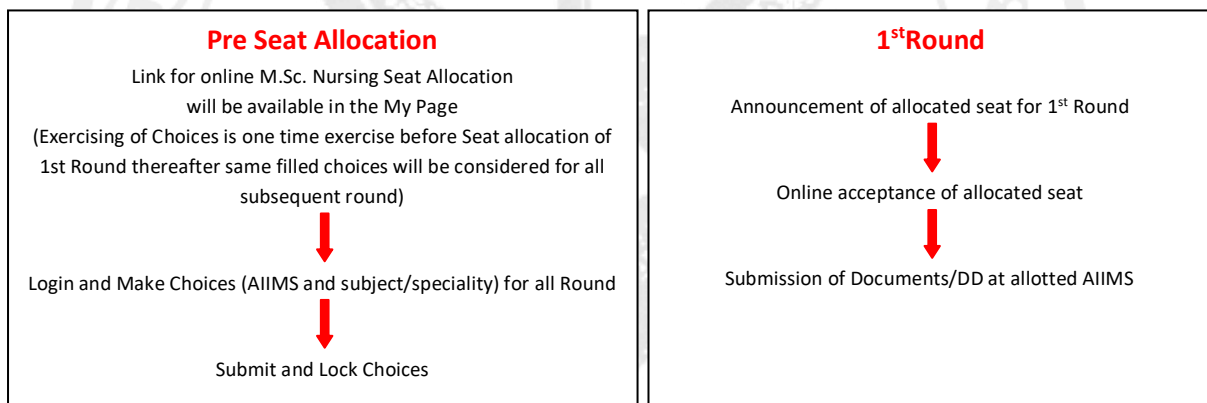 Pre Seat Allocation
Link for online M.Sc. Nursing Seat Allocation
will be available in the My Page
(Exercising of Choices is one time exercise before Seat allocation of
1st Round thereafter same filled choices will be considered for all
subsequent round)
Login and Make Choices (AIIMS and subject/speciality) for all Round
Submit and Lock Choices
1stRound
Announcement of allocated seat for 1st Round
Online acceptance of allocated seat
Submission of Documents/DD at allotted AIIMS